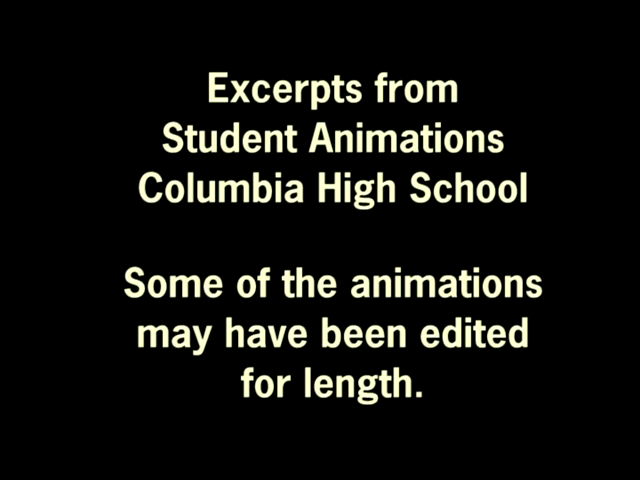 Excerpts from
Student Animations
Columbia High School
Some of the animations
may have been edited
for length.